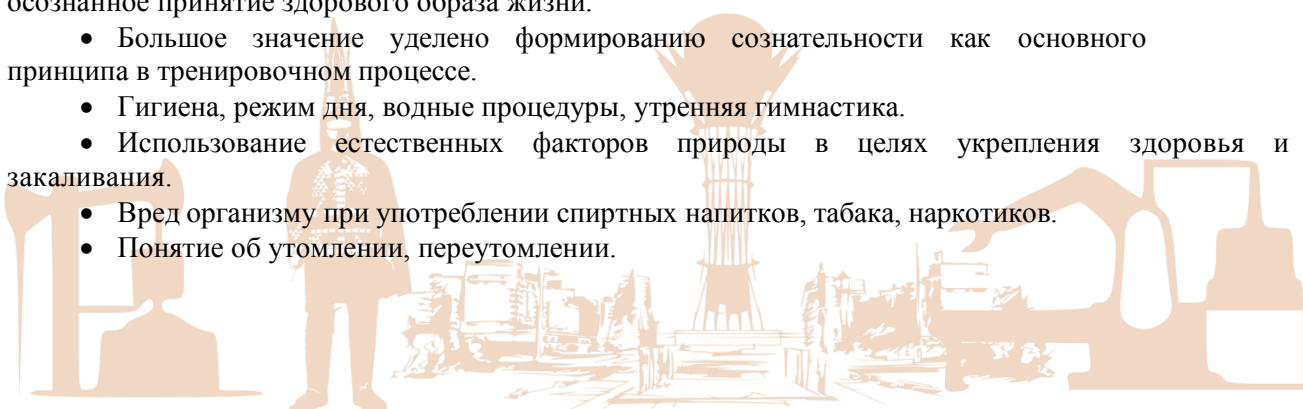 осознанное принятие здорового образа жизни.
• Большое значение уделено формированию сознательности как основного
принципа в тренировочном процессе.
• Гигиена, режим дня, водные процедуры, утренняя гимнастика.
• Использование естественных факторов природы в целях укрепления здоровья и
закаливания.
• Вред организму при употреблении спиртных напитков, табака, наркотиков.
• Понятие об утомлении, переутомлении.